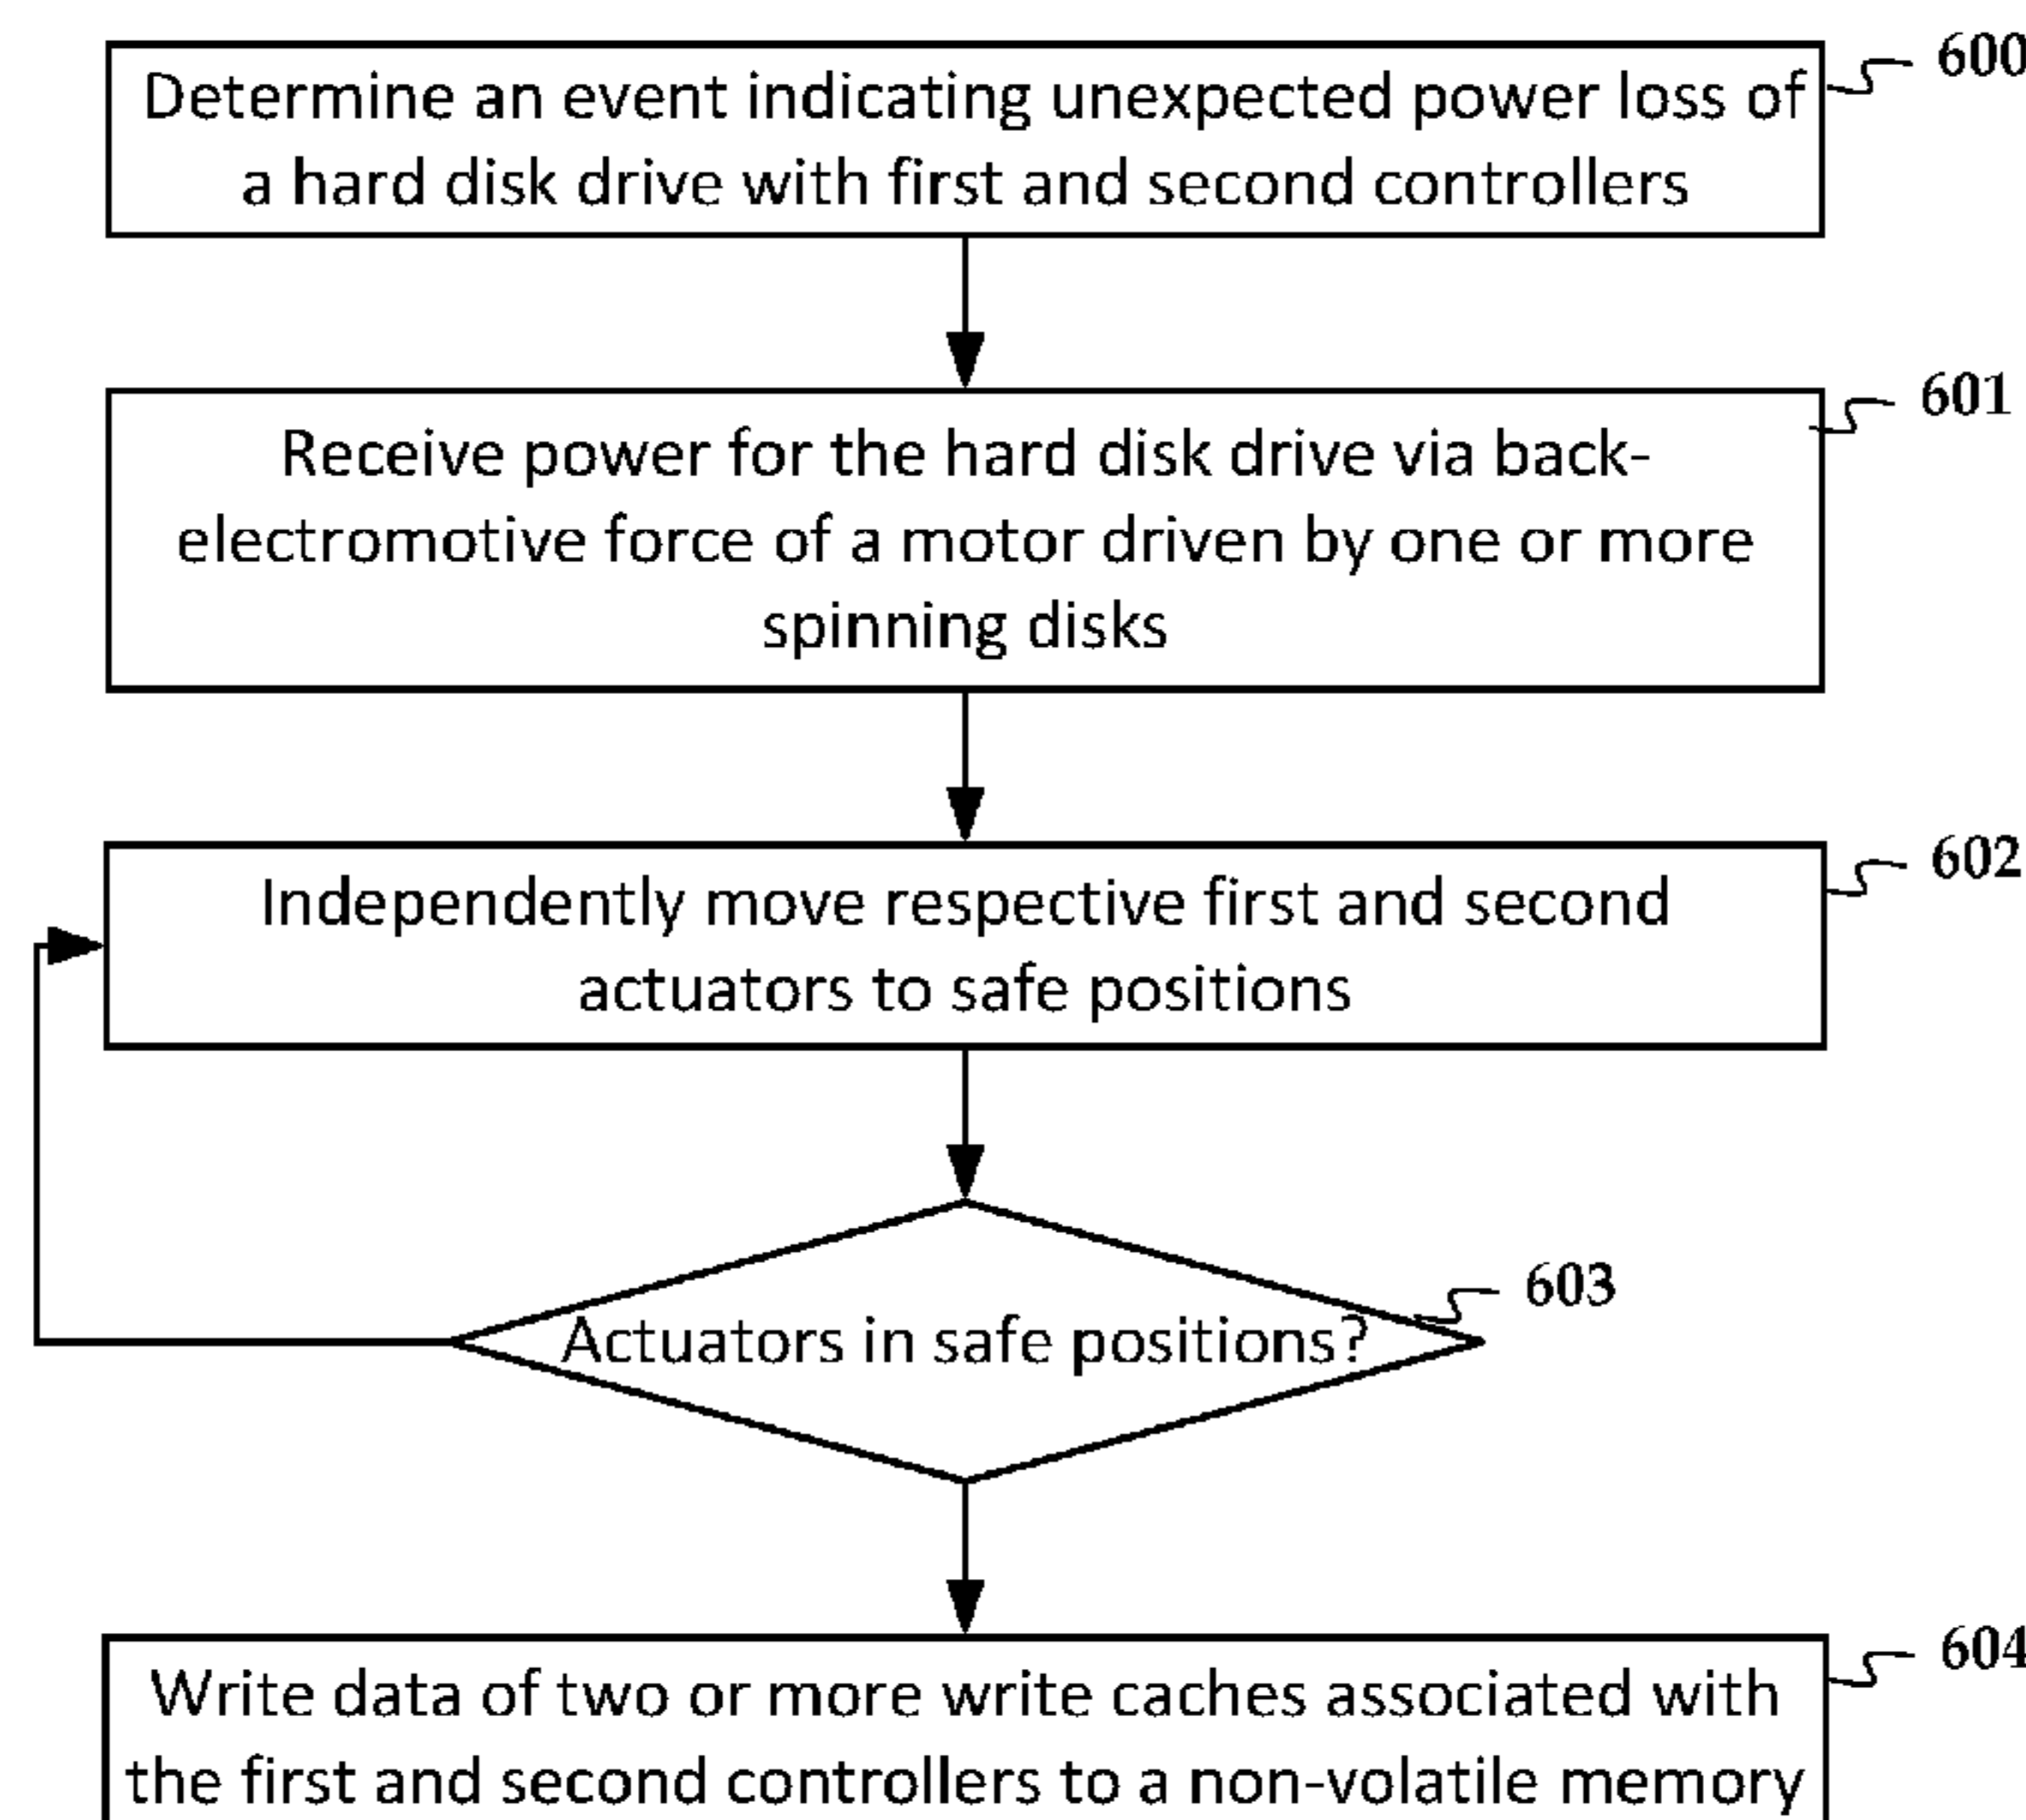 600
Determine an event indicating unexpected power loss of
a hard disk drive with first and second controllers
601
Receive power for the hard disk drive via back-
electromotive force of a motor driven by one or more
spinning disks
602
Independently move respective first and second
actuators to safe positions
603
Actuators in safe positions?
604
Write data of two or more write caches associated with
the first and second controllers to a non-volatile memory